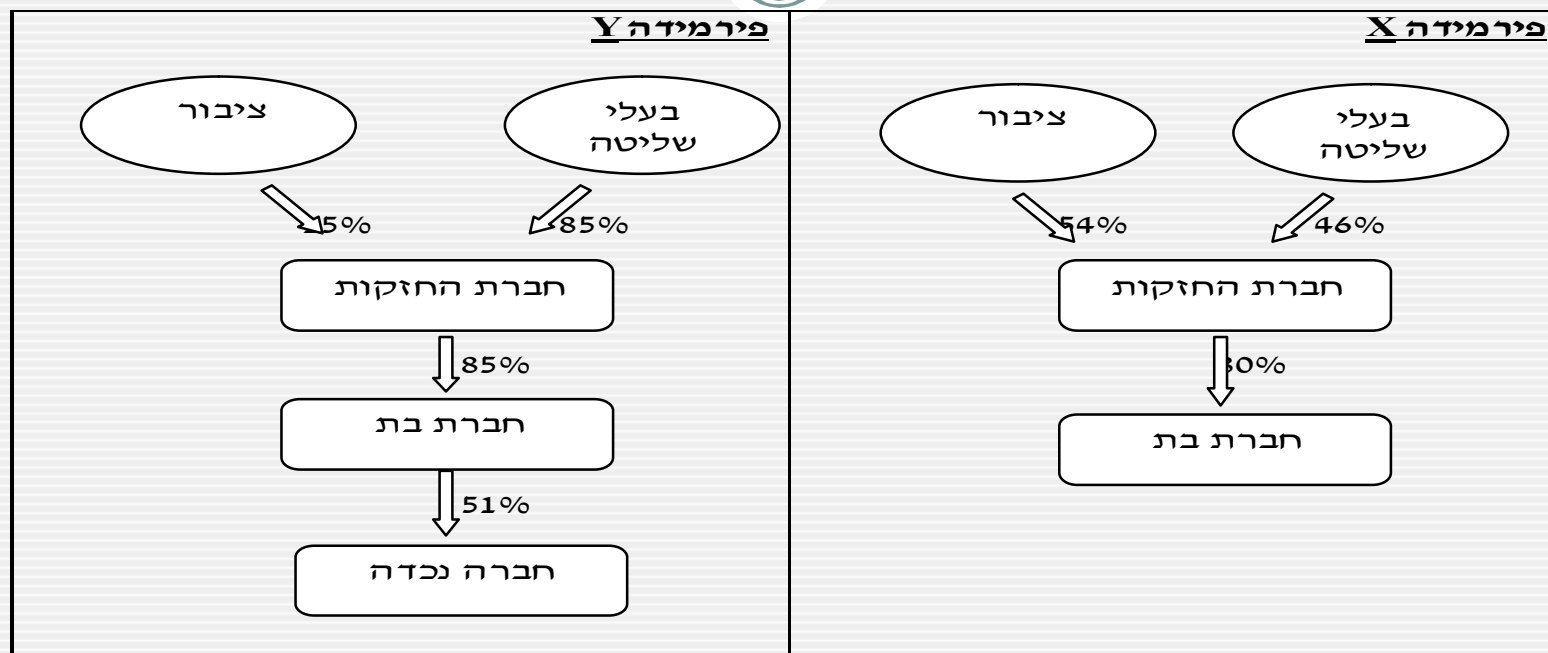 פירמידה X
בעלי
שליטה
ציבור
46%
54%
חברת החזקות
חברת בת
פירמידה Y
בעלי
שליטה
ציבור
85%
חברת החזקות
85%
חברת בת
51%
חברה נכדה